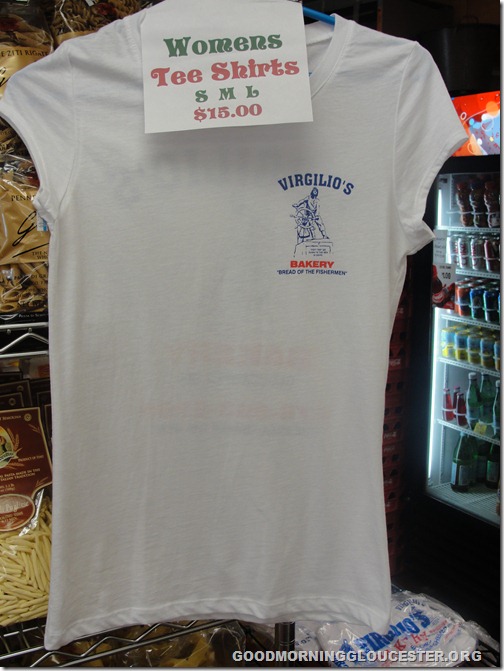 Womens
Tee Shirts
S M L
$15.00
VIRGILIO'S
BAKERY
"BREAD OF THE FISHERMEN"
GOODMORNINGGLOUCESTER.ORG